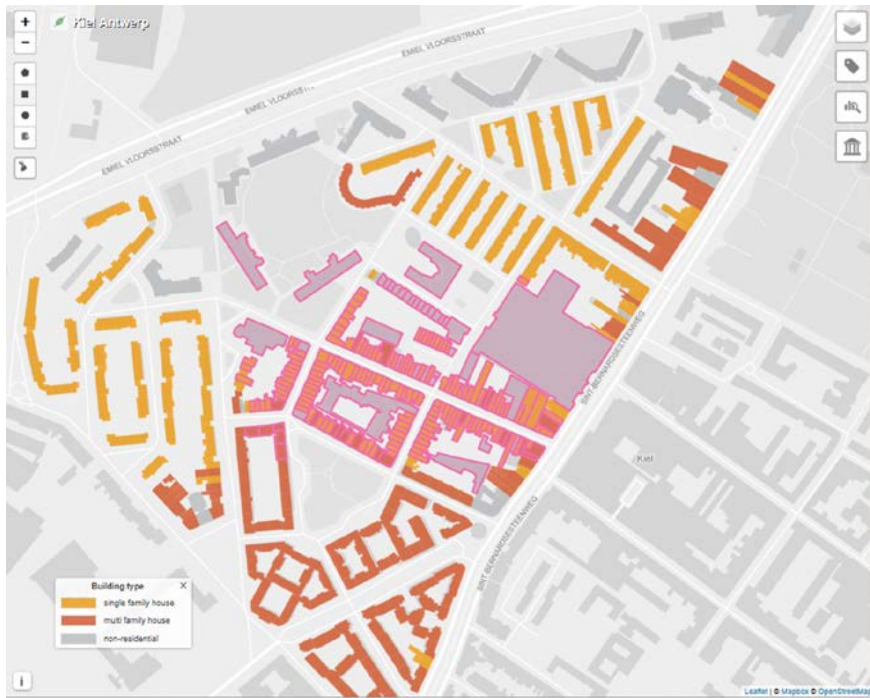 +
Kiel Antwerp
−
EMIEL VLOORSSTRAAT
EMIEL VLOORSSTRAAT
EMIEL VLOORSSTRAAT
SINT-BERNARDSESTEENWEG
Kiel
SINT-BERNARDSESTEENWEG
Building type X
single family house
multi family house
non-residential
i
Leaflet | © Mapbox © OpenStreetMap